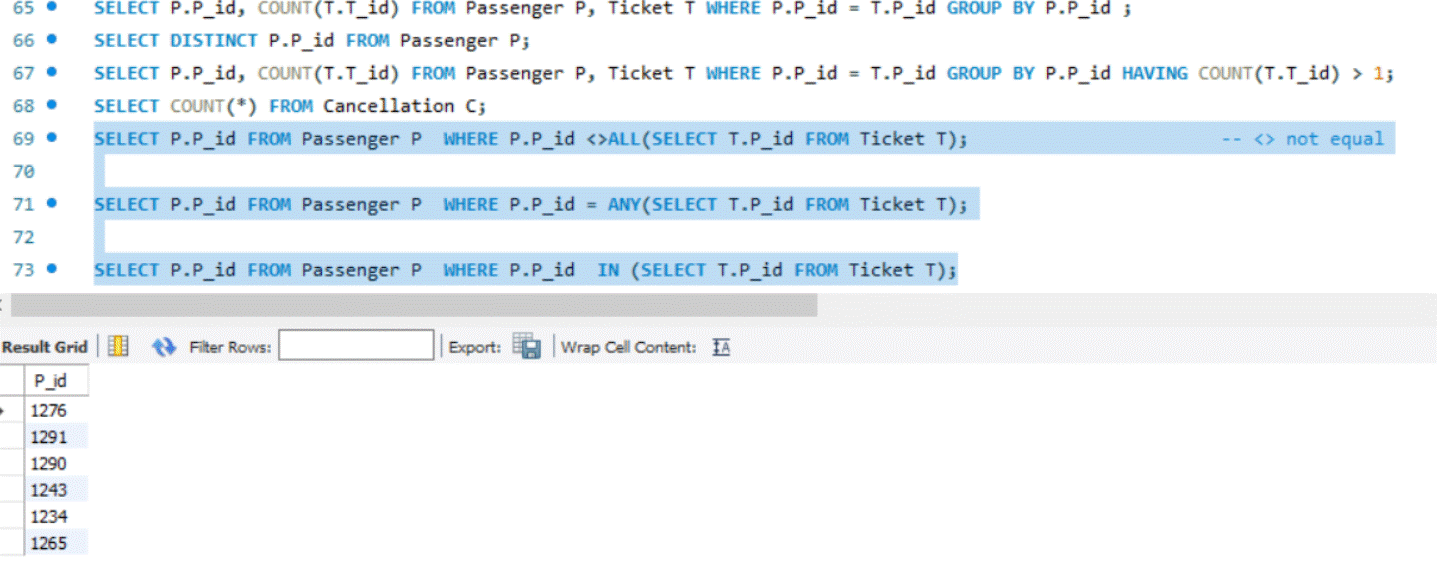 65 SELECT P.P_id, COUNT(T.T_id) FROM Passenger P, Ticket T WHERE P.P_id = T.P_id GROUP BY P.P_id ;
66 SELECT DISTINCT P.P_id FROM Passenger P;
67 SELECT P.P_id, COUNT(T.T_id) FROM Passenger P, Ticket T WHERE P.P_id = T.P_id GROUP BY P.P_id HAVING COUNT(T.T_id) > 1;
68 SELECT COUNT(*) FROM Cancellation C;
69 SELECT P.P_id FROM Passenger P  WHERE P.P_id <>ALL(SELECT T.P_id FROM Ticket T); -- <> not equal
70
71 SELECT P.P_id FROM Passenger P  WHERE P.P_id = ANY(SELECT T.P_id FROM Ticket T);
72
73 SELECT P.P_id FROM Passenger P  WHERE P.P_id  IN (SELECT T.P_id FROM Ticket T);
Result Grid Filter Rows: Export: Wrap Cell Content: IA
P_id
1276
1291
1290
1243
1234
1265